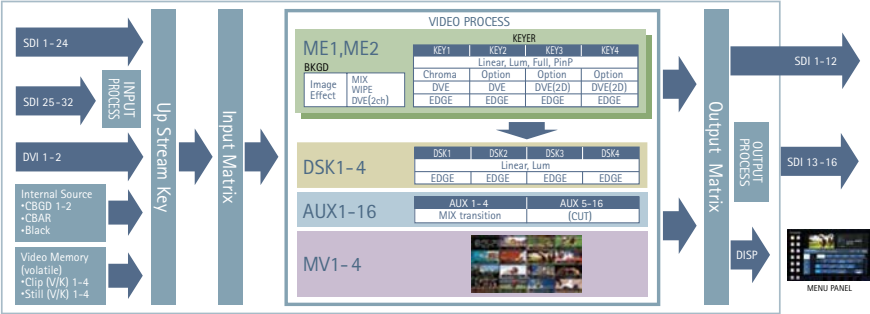 SDI 1-24
SDI 25-32
INPUT
PROCESS
DVI 1-2
Internal Source
•CBGD 1-2
•CBAR
•Black
Video Memory
(volatile)
•Clip (V/K) 1-4
•Still (V/K) 1-4
Up Stream Key
Input Matrix
VIDEO PROCESS
ME1,ME2
BKGD
Image
Effect
MIX
WIPE
DVE(2ch)
KEYER
KEY1 KEY2 KEY3 KEY4
Linear, Lum, Full, PinP
Chroma Option Option Option
DVE DVE DVE(2D) DVE(2D)
EDGE EDGE EDGE EDGE
DSK1-4
DSK1 DSK2 DSK3 DSK4
Linear, Lum
EDGE EDGE EDGE EDGE
AUX1-16
AUX 1-4 AUX 5-16
MIX transition (CUT)
MV1-4
Output Matrix
SDI 1-12
OUTPUT
PROCESS
SDI 13-16
DISP
MENU PANEL